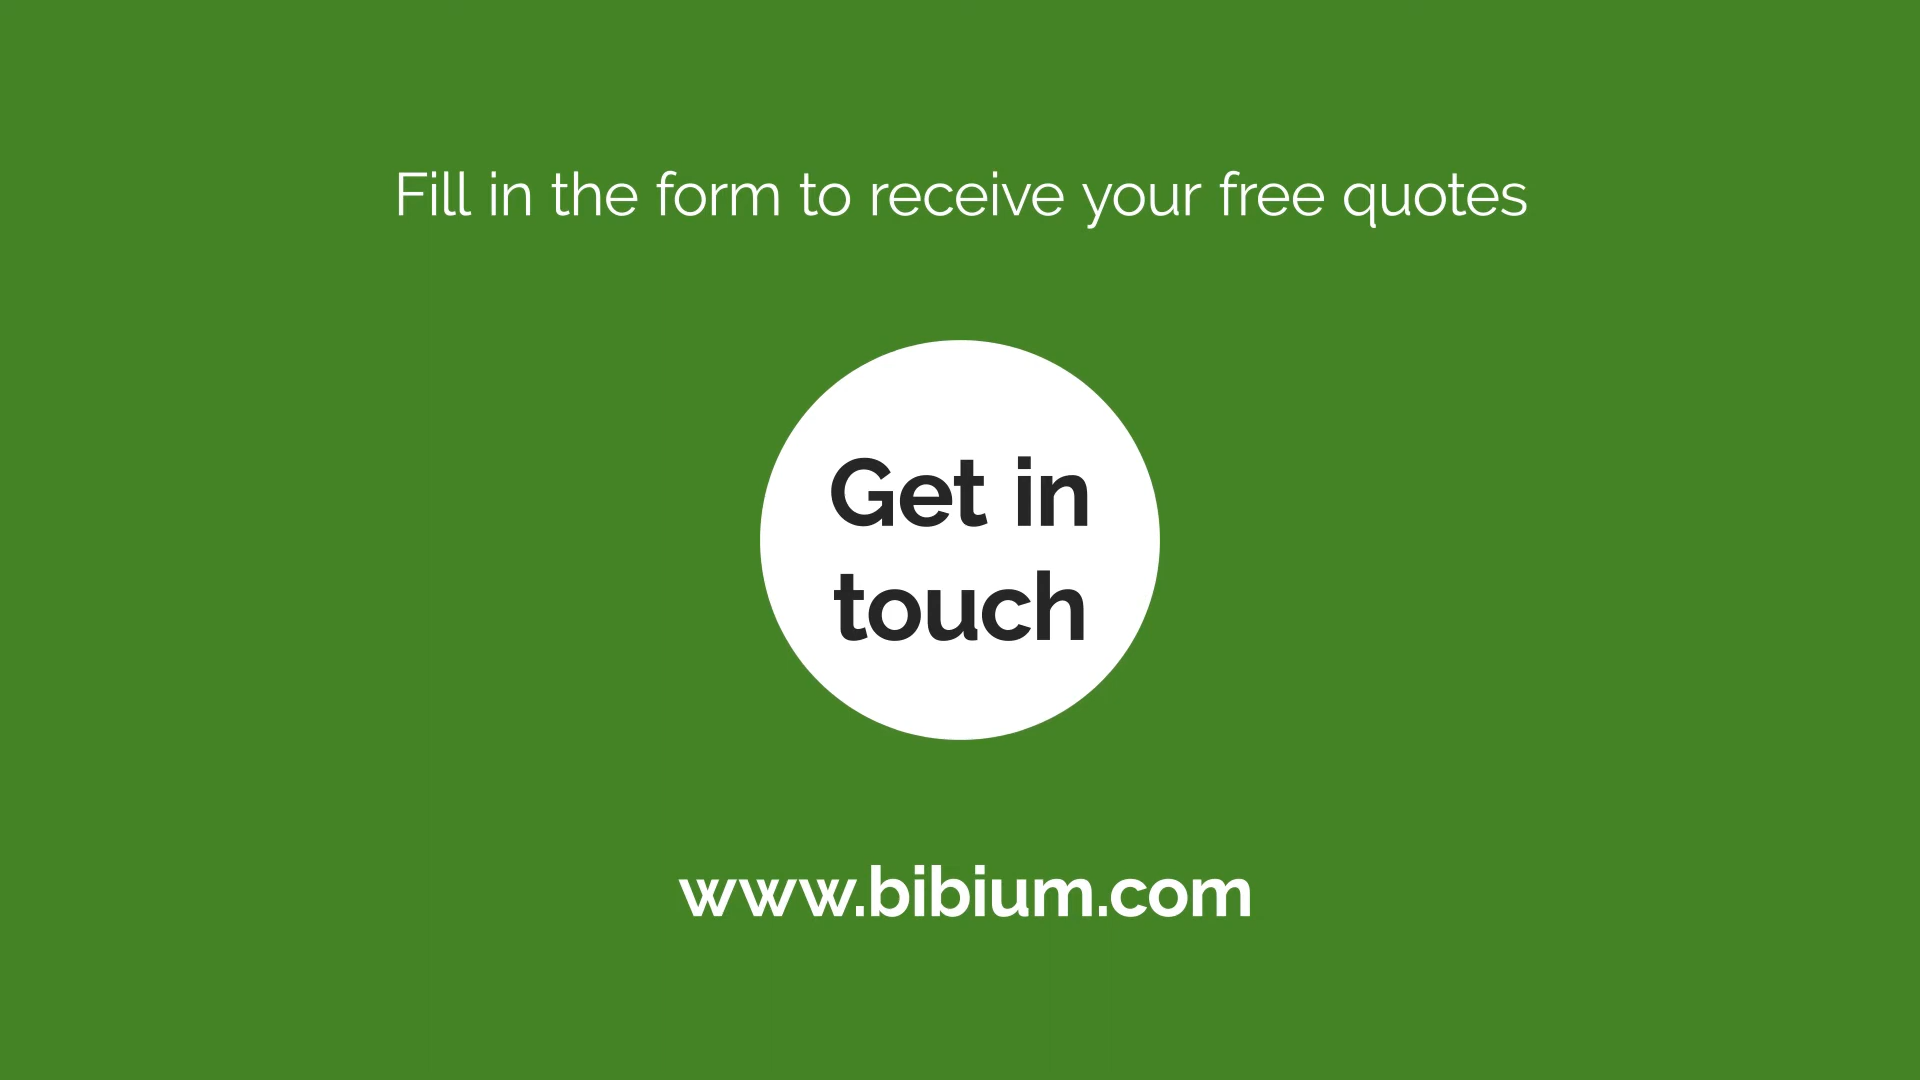 Fill in the form to receive your free quotes
Get in
touch
www.bibium.com